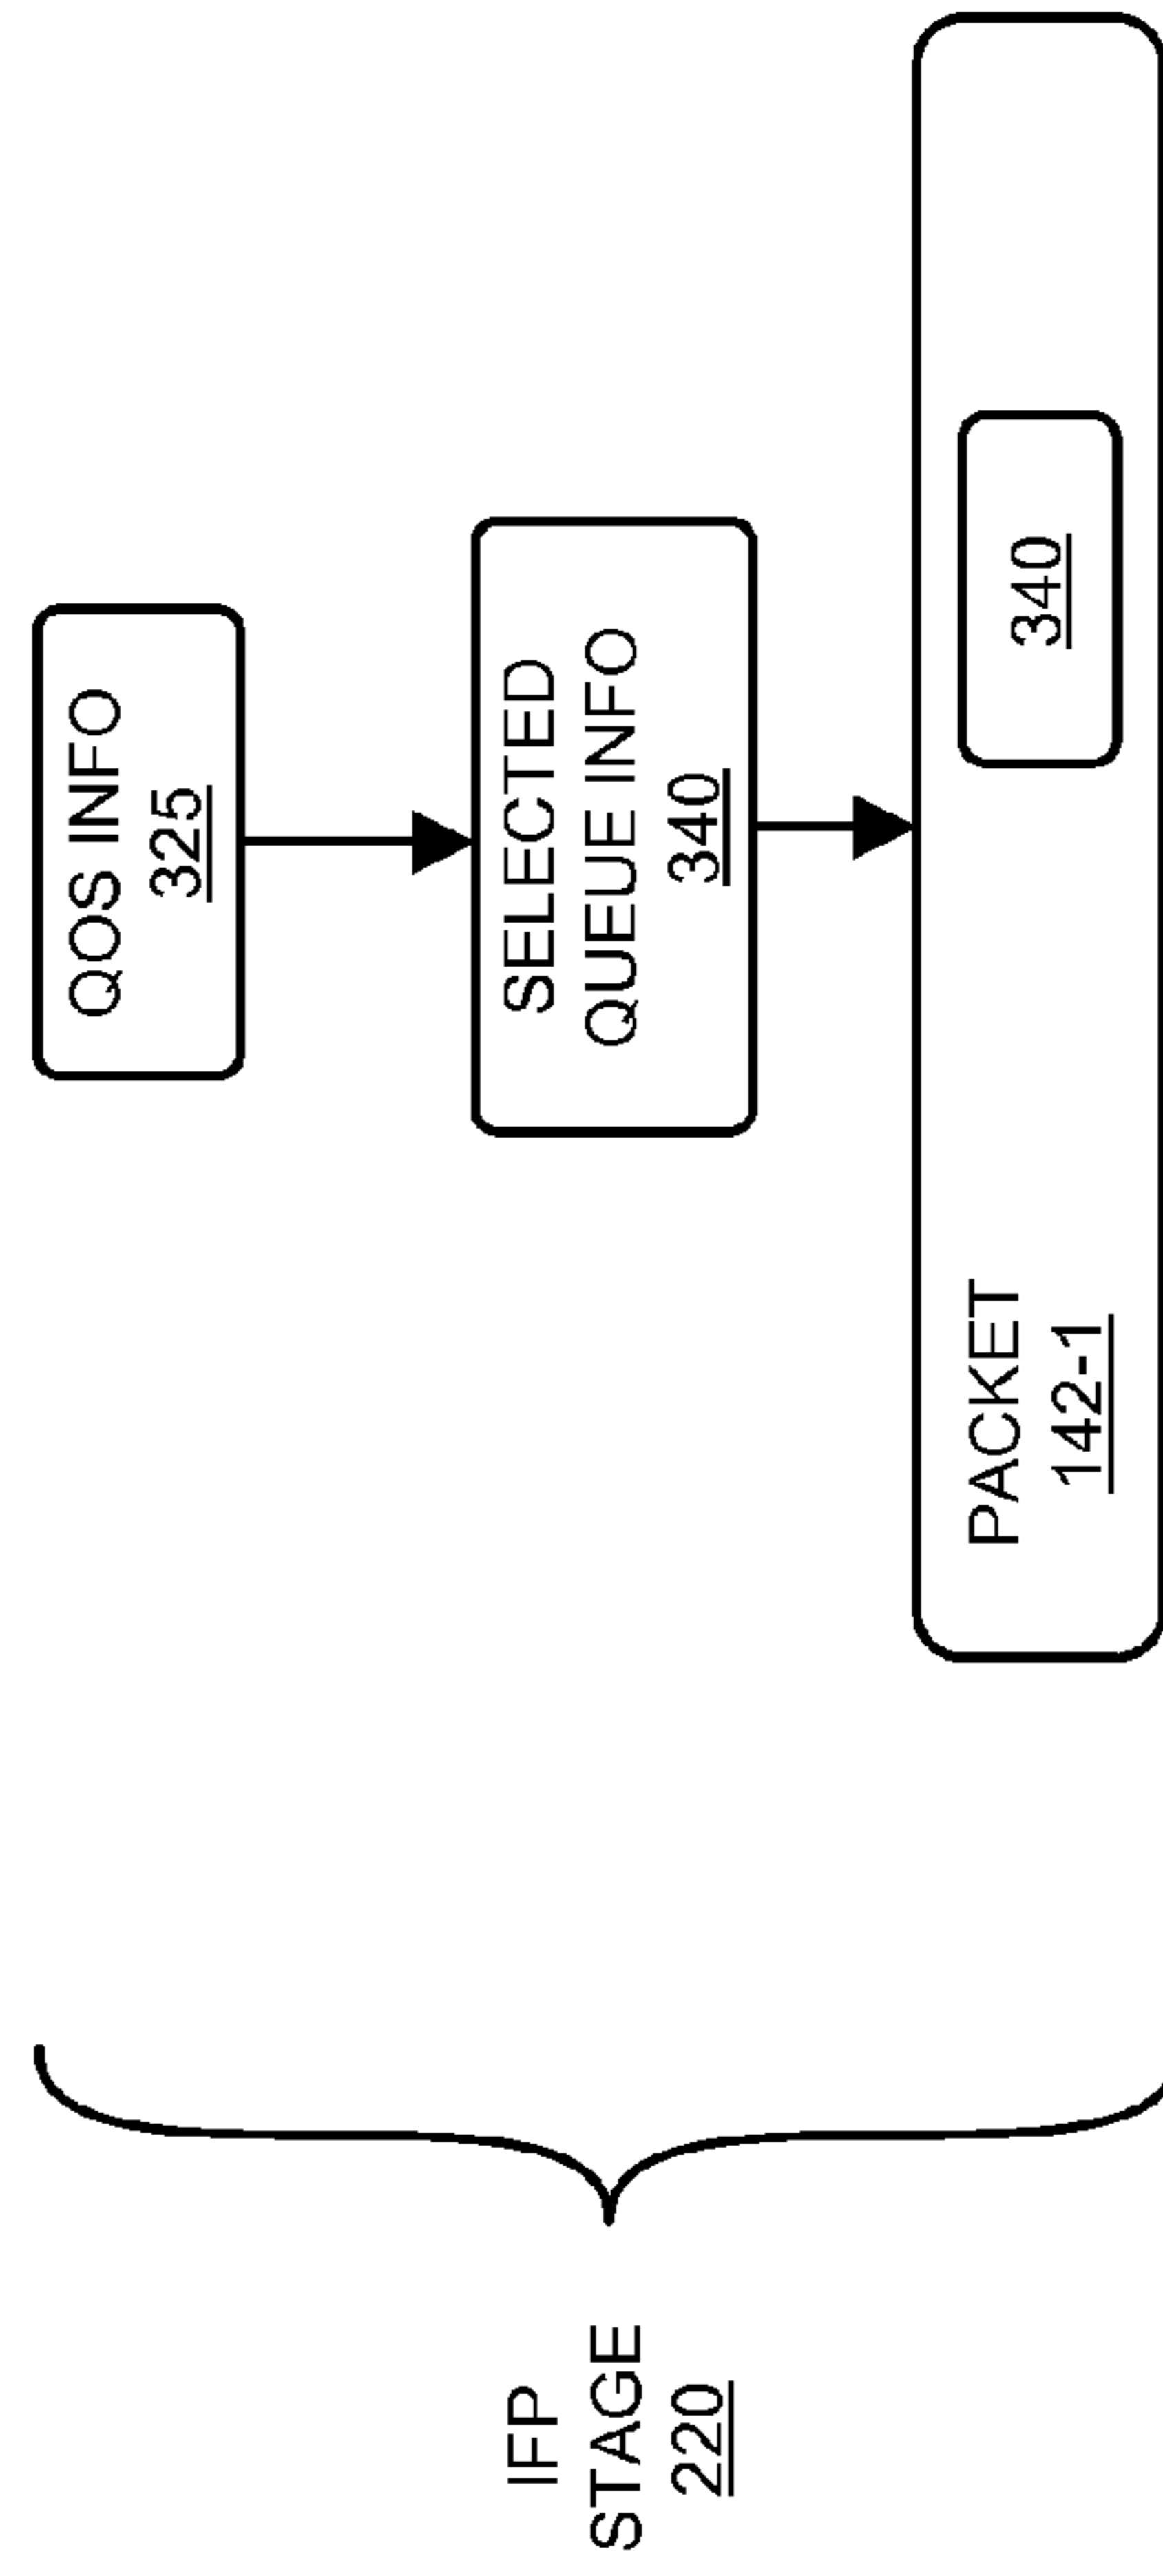 QOS INFO
325
SELECTED
QUEUE INFO
340
PACKET
142-1
340
IFP
STAGE
220